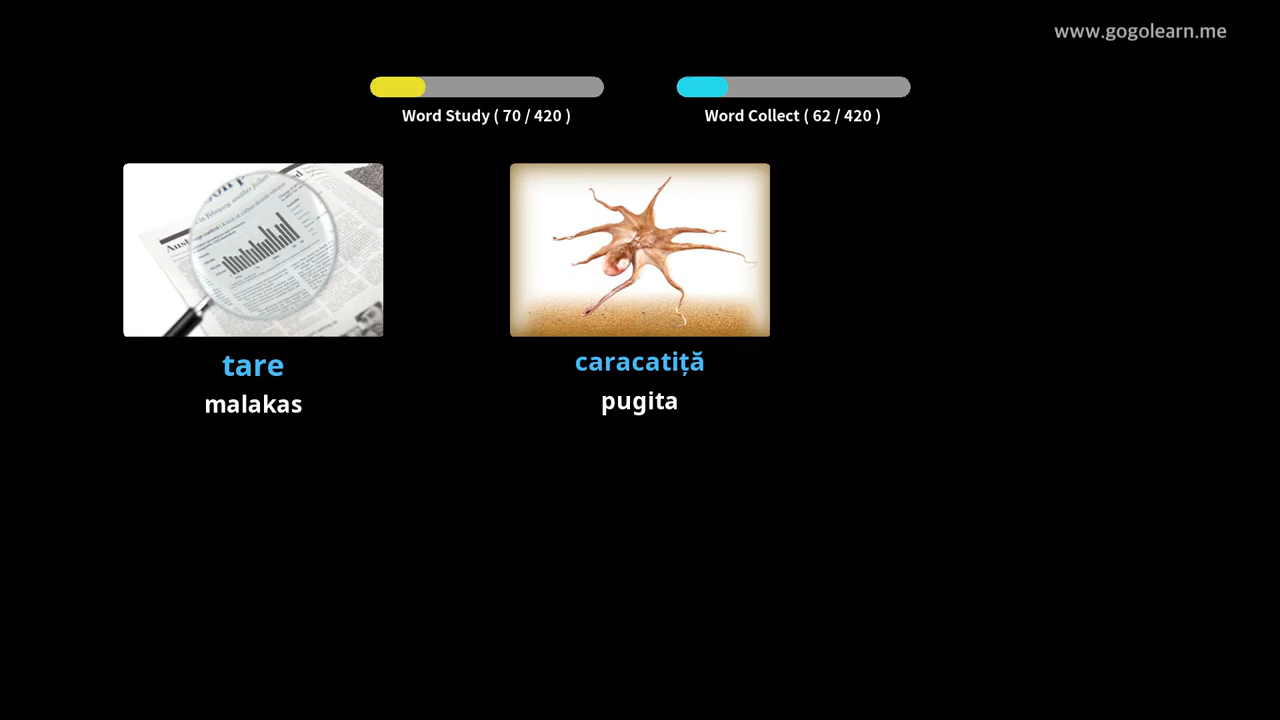 www.gogolearn.me
Word Study ( 70 / 420 )
Word Collect ( 62 / 420 )
tare
malakas
caracatiță
pugita